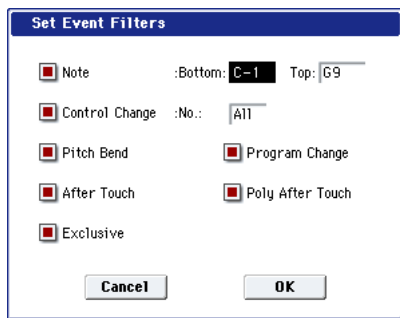 Set Event Filters
Note :Bottom: C-1 Top: G9
Control Change :No.: All
Pitch Bend Program Change
After Touch Poly After Touch
Exclusive
Cancel OK